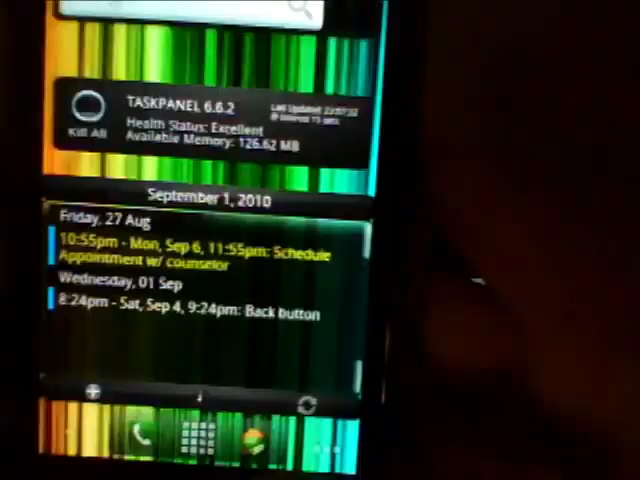 TASKPANEL 6.6.2
Last Updated
Kill All
Health Status: Excellent
Available Memory: 126.62 MB
September 1, 2010
Friday, 27 Aug
10:55pm - Mon, Sep 6, 11:55pm: Schedule
Appointment w/ counselor
Wednesday, 01 Sep
8:24pm - Sat, Sep 4, 9:24pm: Back button